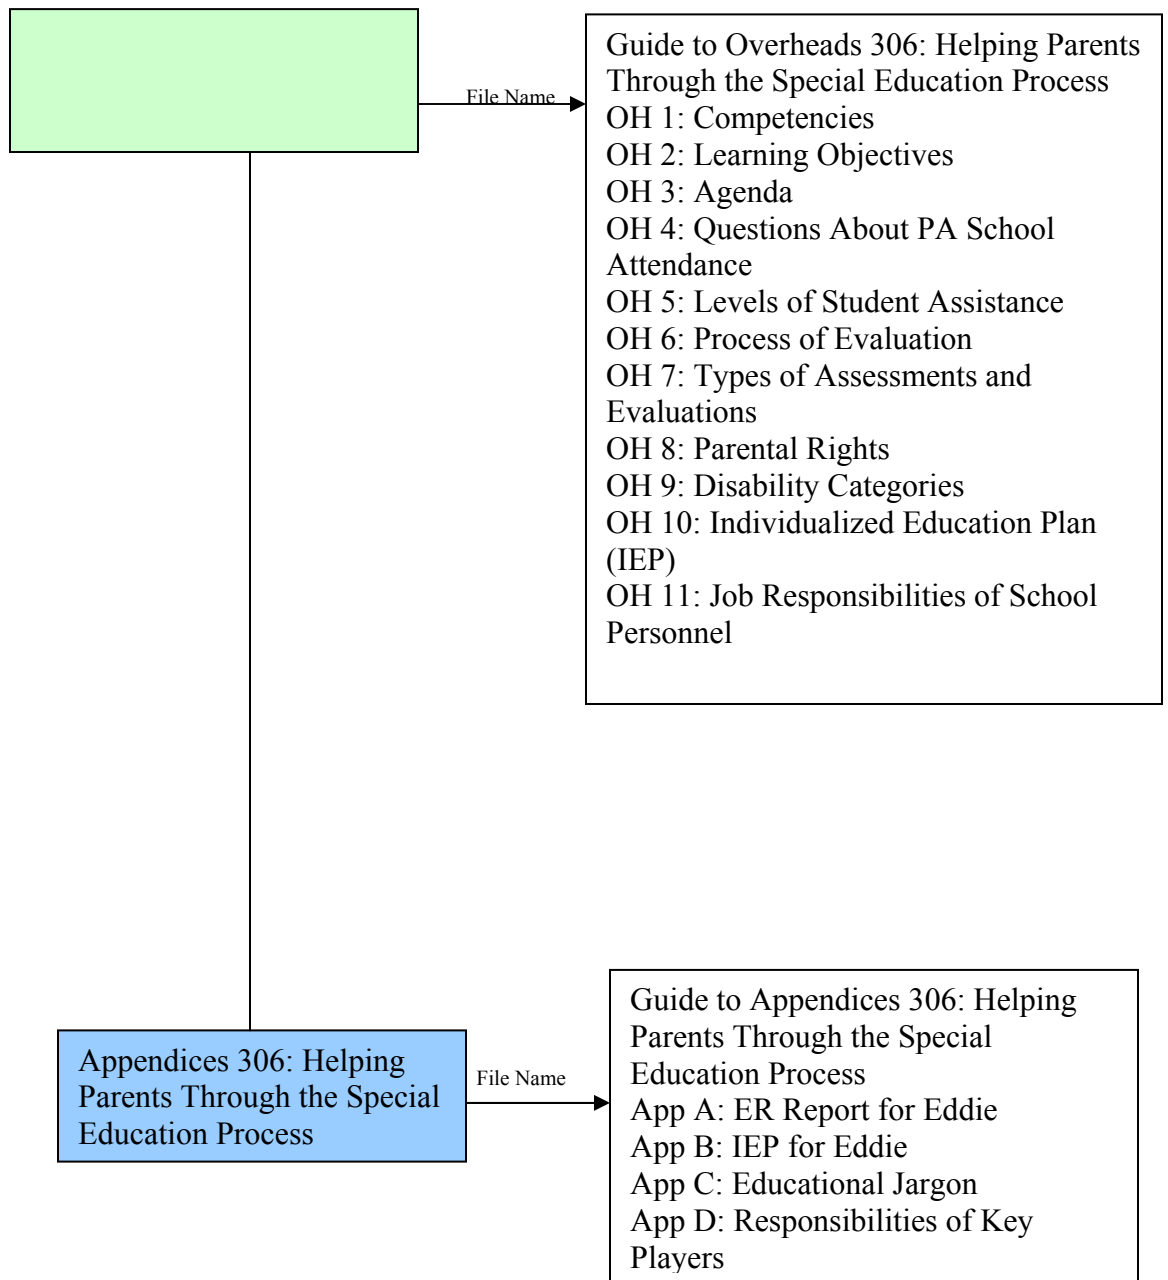 File Name
Guide to Overheads 306: Helping Parents
Through the Special Education Process
OH 1: Competencies
OH 2: Learning Objectives
OH 3: Agenda
OH 4: Questions About PA School
Attendance
OH 5: Levels of Student Assistance
OH 6: Process of Evaluation
OH 7: Types of Assessments and
Evaluations
OH 8: Parental Rights
OH 9: Disability Categories
OH 10: Individualized Education Plan
(IEP)
OH 11: Job Responsibilities of School
Personnel
Appendices 306: Helping
Parents Through the Special
Education Process
File Name
Guide to Appendices 306: Helping
Parents Through the Special
Education Process
App A: ER Report for Eddie
App B: IEP for Eddie
App C: Educational Jargon
App D: Responsibilities of Key
Players